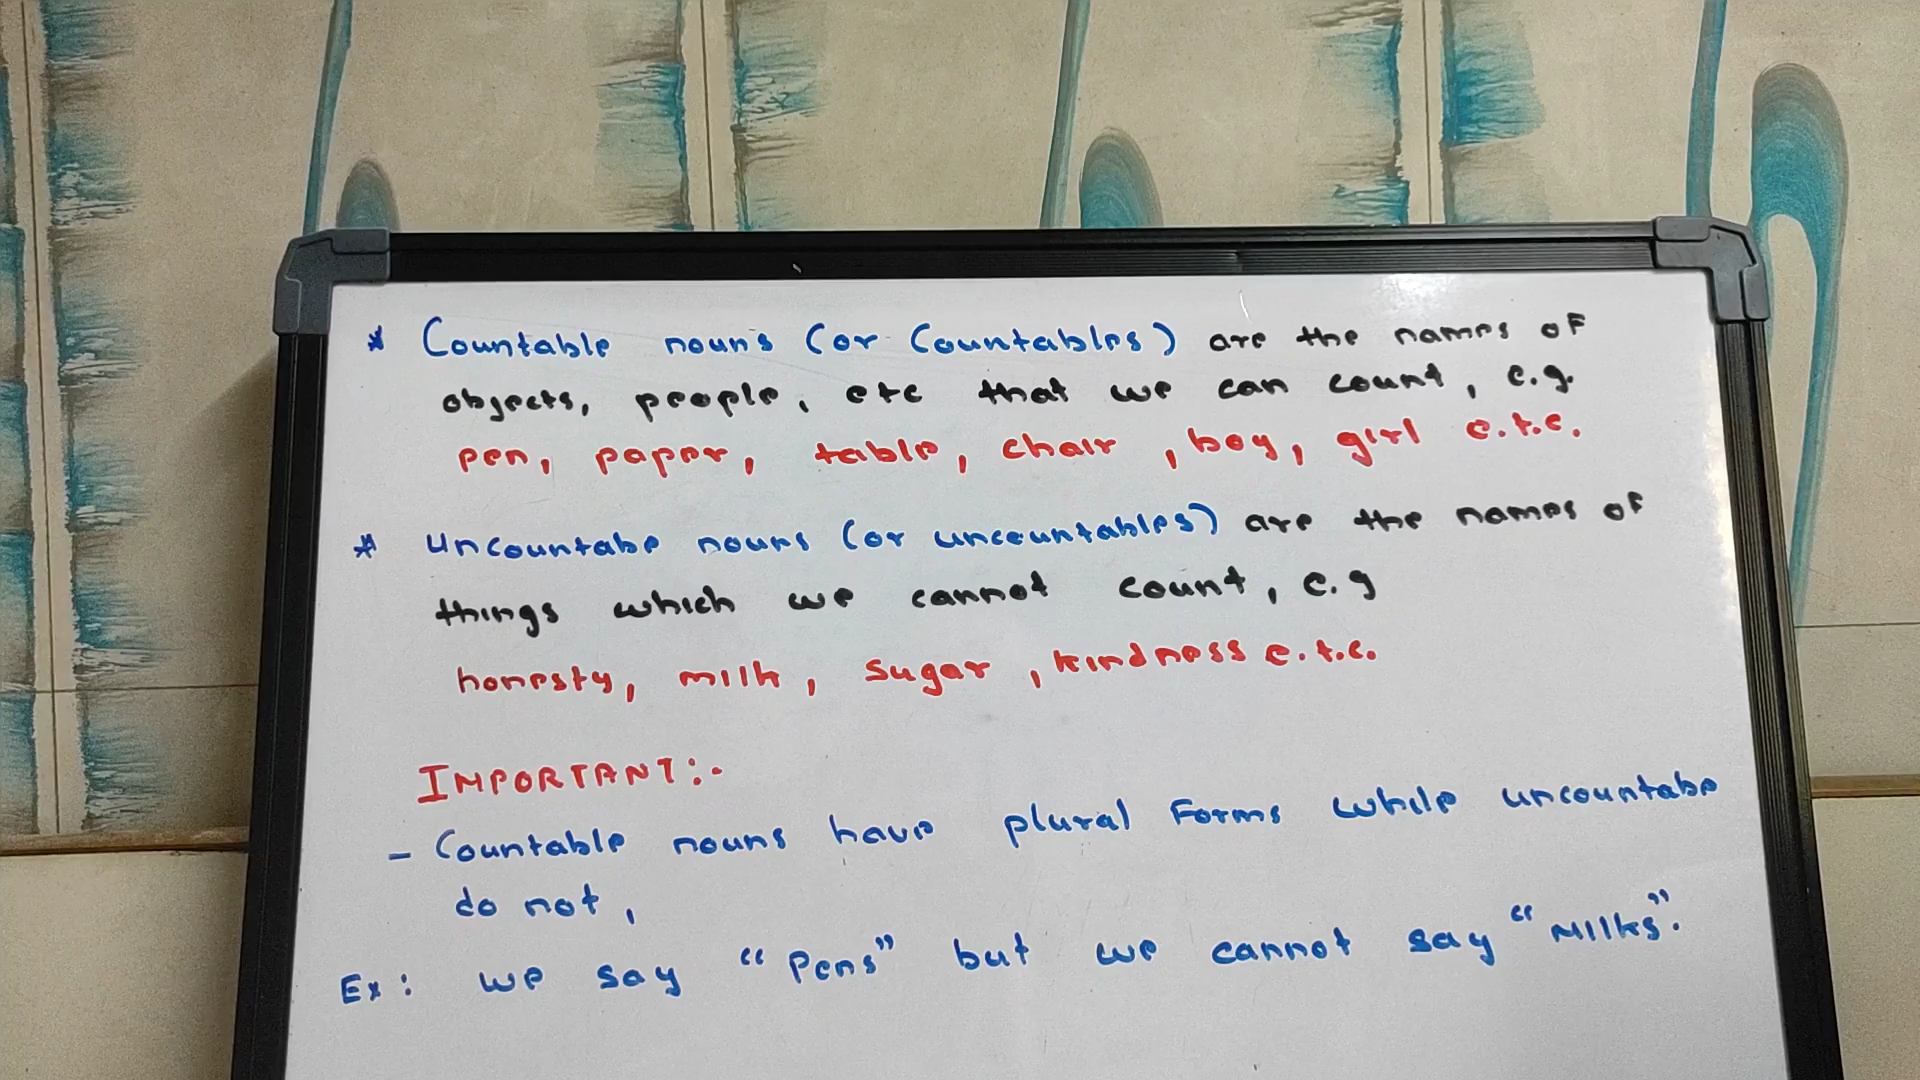 * Countable nouns (or Countables) are the names of
objects, people, etc that we can count, e.g.
pen, paper, table, chair, boy, girl e.t.c.
* Uncountabe nouns (or uncountables) are the names of
things which we cannot count, e.g
honesty, milk, sugar, kindness e.t.c.
IMPORTANT:-
- Countable nouns have plural forms while uncountabe
do not,
Ex: we say “Pens” but we cannot say “Milks”.